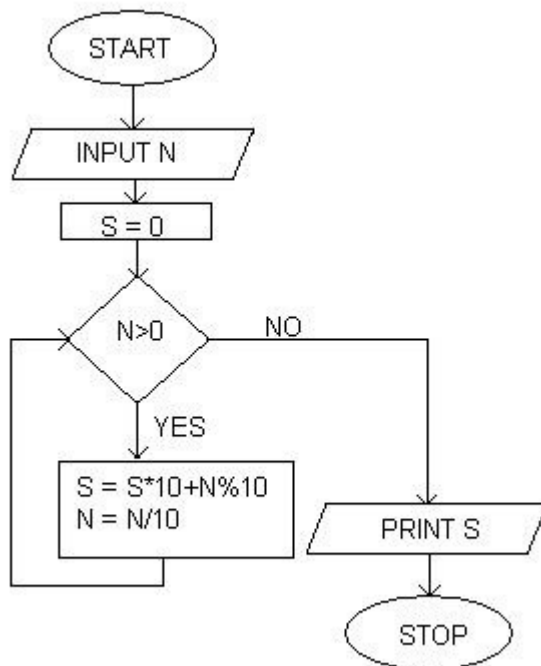 START
INPUT N
S = 0
N>0
NO
YES
S = S*10+N%10
N = N/10
PRINT S
STOP